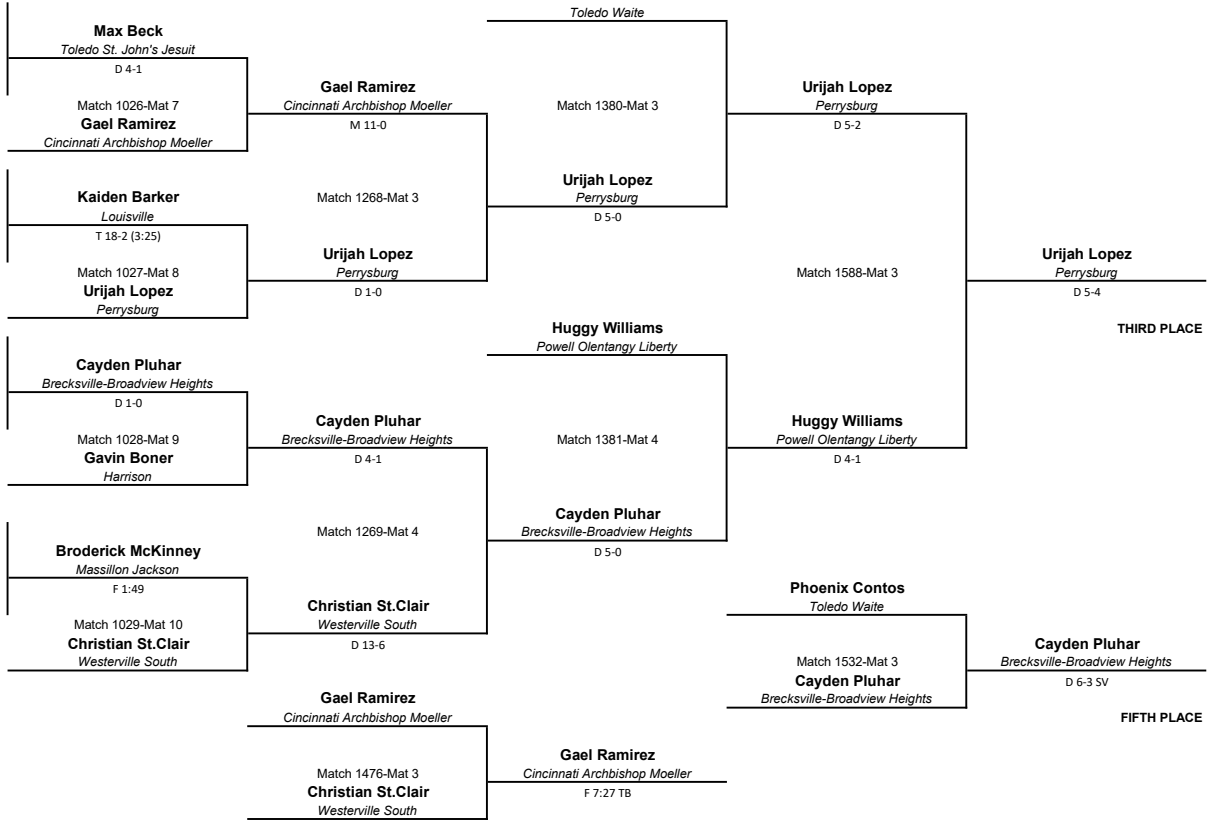 Max Beck
Toledo St. John's Jesuit
D 4-1
Match 1026-Mat 7
Gael Ramirez
Cincinnati Archbishop Moeller
Kaiden Barker
Louisville
T 18-2 (3:25)
Match 1027-Mat 8
Urijah Lopez
Perrysburg
Cayden Pluhar
Brecksville-Broadview Heights
D 1-0
Match 1028-Mat 9
Gavin Boner
Harrison
Broderick McKinney
Massillon Jackson
F 1:49
Match 1029-Mat 10
Christian St.Clair
Westerville South
Gael Ramirez
Cincinnati Archbishop Moeller
M 11-0
Match 1268-Mat 3
Urijah Lopez
Perrysburg
D 1-0
Cayden Pluhar
Brecksville-Broadview Heights
D 4-1
Match 1269-Mat 4
Christian St.Clair
Westerville South
D 13-6
Gael Ramirez
Cincinnati Archbishop Moeller
Match 1476-Mat 3
Christian St.Clair
Westerville South
Toledo Waite
Match 1380-Mat 3
Urijah Lopez
Perrysburg
D 5-0
Huggy Williams
Powell Olentangy Liberty
Match 1381-Mat 4
Cayden Pluhar
Brecksville-Broadview Heights
D 5-0
Gael Ramirez
Cincinnati Archbishop Moeller
F 7:27 TB
Urijah Lopez
Perrysburg
D 5-2
Match 1588-Mat 3
Huggy Williams
Powell Olentangy Liberty
D 4-1
Phoenix Contos
Toledo Waite
Match 1532-Mat 3
Cayden Pluhar
Brecksville-Broadview Heights
Urijah Lopez
Perrysburg
D 5-4
THIRD PLACE
Cayden Pluhar
Brecksville-Broadview Heights
D 6-3 SV
FIFTH PLACE